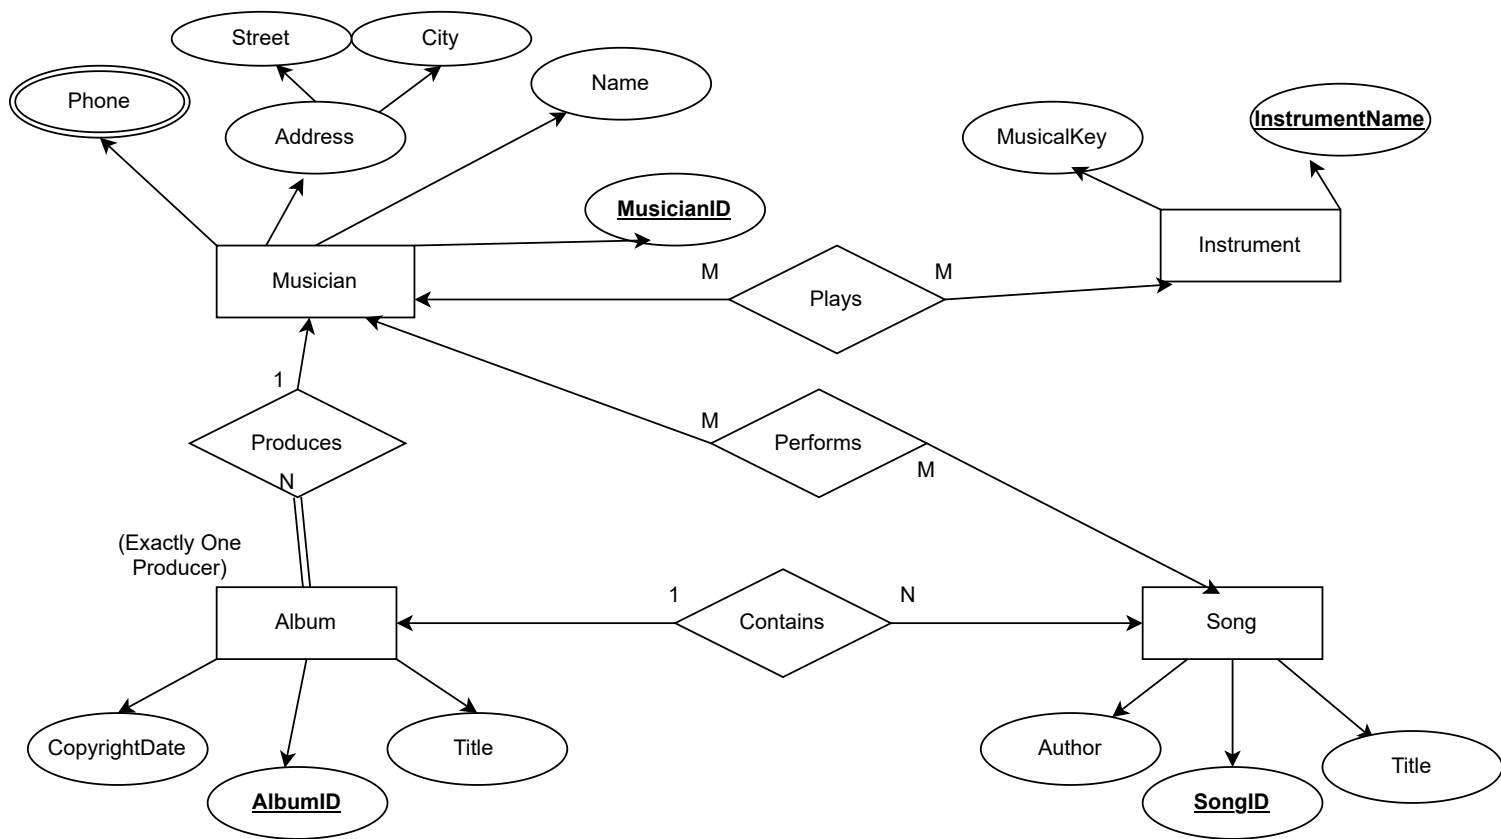 Street
City
Name
Phone
Address
MusicalKey
InstrumentName
MusicianID
Musician
M
M
Instrument
Plays
1
M
Produces
Performs
M
N
(Exactly One
Producer)
1
N
Album
Contains
Song
CopyrightDate
Title
Author
Title
AlbumID
SongID